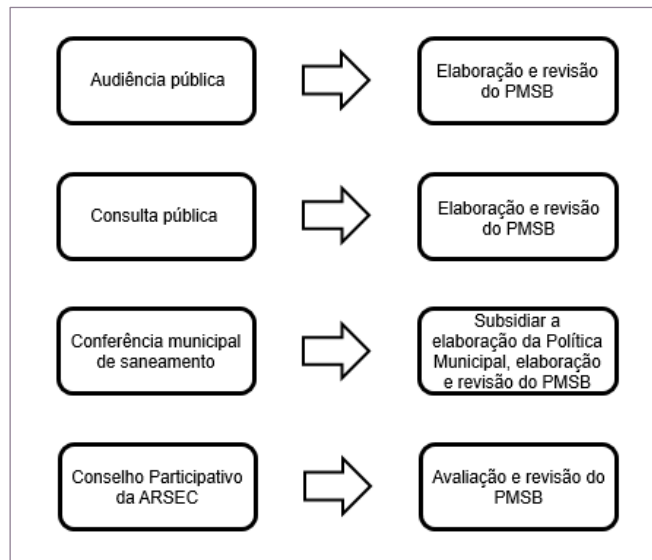 Audiência pública
Elaboração e revisão
do PMSB
Consulta pública
Elaboração e revisão
do PMSB
Conferência municipal
de saneamento
Subsidiar a
elaboração da Política
Municipal, elaboração
e revisão do PMSB
Conselho Participativo
da ARSEC
Avaliação e revisão do
PMSB